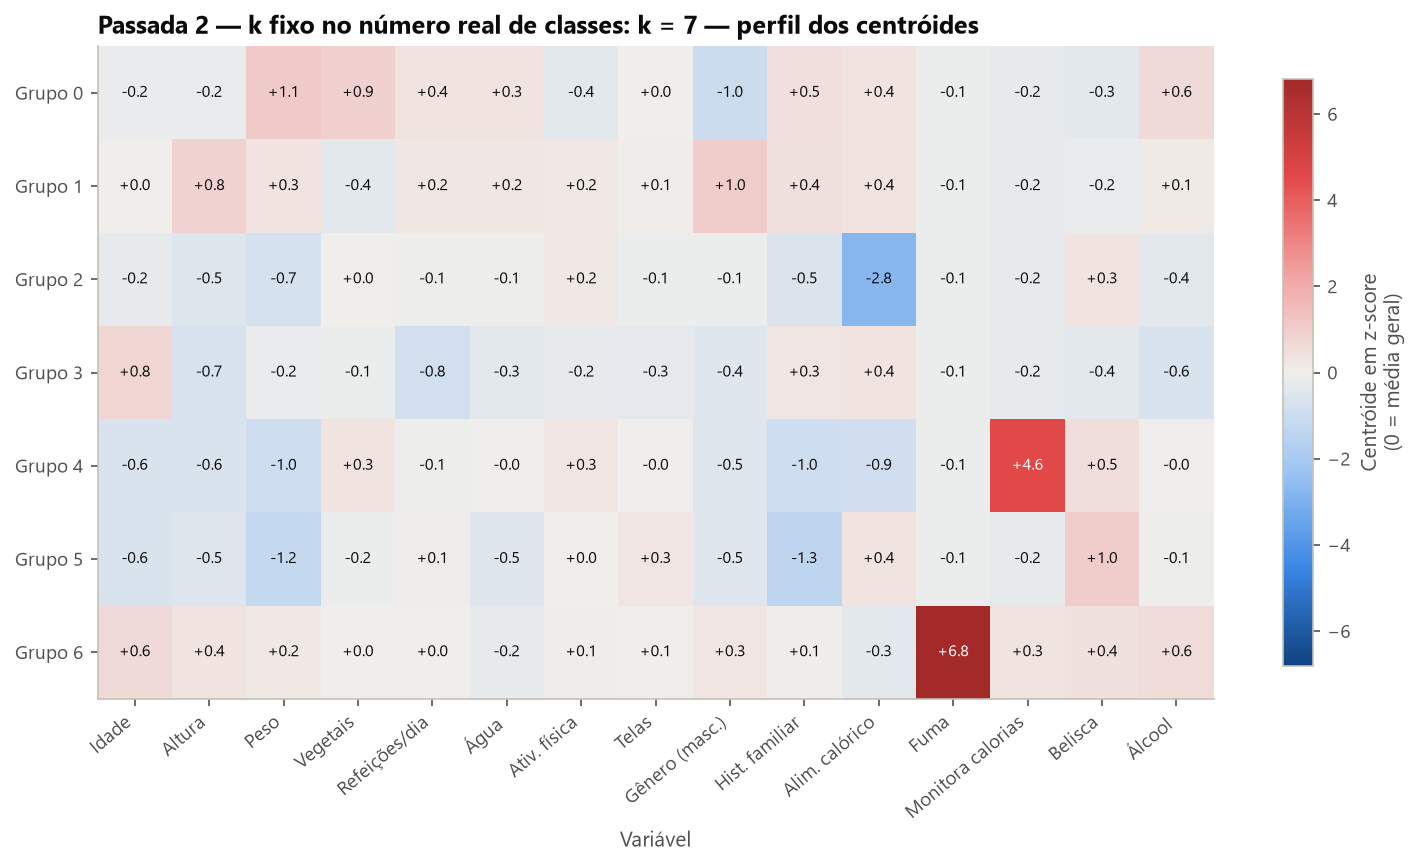 Passada 2 — k fixo no número real de classes: k = 7 — perfil dos centróides
Grupo 0 -0.2 -0.2 +1.1 +0.9 +0.4 +0.3 -0.4 +0.0 -1.0 +0.5 +0.4 -0.1 -0.2 -0.3 +0.6
Grupo 1 +0.0 +0.8 +0.3 -0.4 +0.2 +0.2 +0.2 +0.1 +1.0 +0.4 +0.4 -0.1 -0.2 -0.2 +0.1
Grupo 2 -0.2 -0.5 -0.7 +0.0 -0.1 -0.1 +0.2 -0.1 -0.1 -0.5 -2.8 -0.1 -0.2 +0.3 -0.4
Grupo 3 +0.8 -0.7 -0.2 -0.1 -0.8 -0.3 -0.2 -0.3 -0.4 +0.3 +0.4 -0.1 -0.2 -0.4 -0.6
Grupo 4 -0.6 -0.6 -1.0 +0.3 -0.1 -0.0 +0.3 -0.0 -0.5 -1.0 -0.9 -0.1 +4.6 +0.5 -0.0
Grupo 5 -0.6 -0.5 -1.2 -0.2 +0.1 -0.5 +0.0 +0.3 -0.5 -1.3 +0.4 -0.1 -0.2 +1.0 -0.1
Grupo 6 +0.6 +0.4 +0.2 +0.0 +0.0 -0.2 +0.1 +0.1 +0.3 +0.1 -0.3 +6.8 +0.3 +0.4 +0.6
Idade
Altura
Peso
Vegetais
Refeições/dia
Água
Ativ. física
Telas
Gênero (masc.)
Hist. familiar
Alim. calórico
Fuma
Monitora calorias
Belisca
Álcool
Variável
6
4
2
0
−2
−4
−6
Centróide em z-score
(0 = média geral)